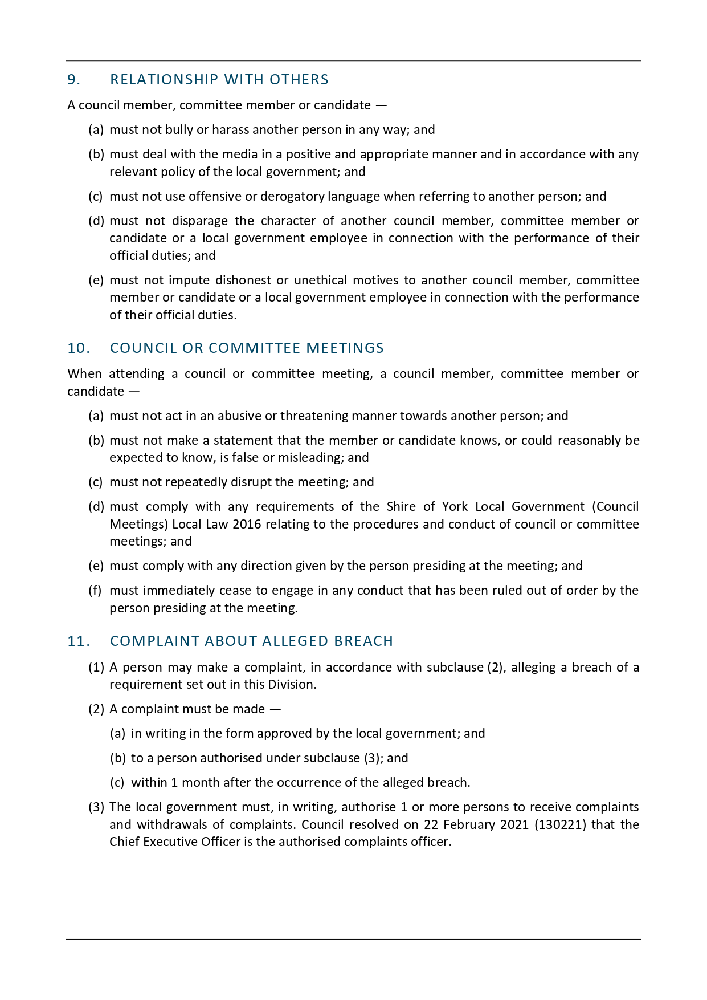 9. RELATIONSHIP WITH OTHERS
A council member, committee member or candidate —
(a) must not bully or harass another person in any way; and
(b) must deal with the media in a positive and appropriate manner and in accordance with any
relevant policy of the local government; and
(c) must not use offensive or derogatory language when referring to another person; and
(d) must not disparage the character of another council member, committee member or
candidate or a local government employee in connection with the performance of their
official duties; and
(e) must not impute dishonest or unethical motives to another council member, committee
member or candidate or a local government employee in connection with the performance
of their official duties.
10. COUNCIL OR COMMITTEE MEETINGS
When attending a council or committee meeting, a council member, committee member or
candidate —
(a) must not act in an abusive or threatening manner towards another person; and
(b) must not make a statement that the member or candidate knows, or could reasonably be
expected to know, is false or misleading; and
(c) must not repeatedly disrupt the meeting; and
(d) must comply with any requirements of the Shire of York Local Government (Council
Meetings) Local Law 2016 relating to the procedures and conduct of council or committee
meetings; and
(e) must comply with any direction given by the person presiding at the meeting; and
(f) must immediately cease to engage in any conduct that has been ruled out of order by the
person presiding at the meeting.
11. COMPLAINT ABOUT ALLEGED BREACH
(1) A person may make a complaint, in accordance with subclause (2), alleging a breach of a
requirement set out in this Division.
(2) A complaint must be made —
(a) in writing in the form approved by the local government; and
(b) to a person authorised under subclause (3); and
(c) within 1 month after the occurrence of the alleged breach.
(3) The local government must, in writing, authorise 1 or more persons to receive complaints
and withdrawals of complaints. Council resolved on 22 February 2021 (130221) that the
Chief Executive Officer is the authorised complaints officer.